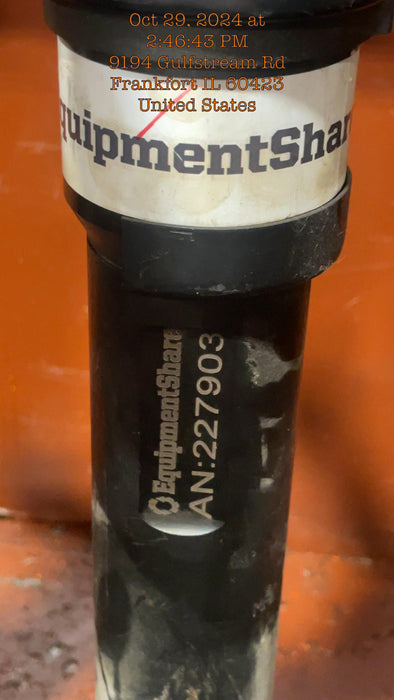 Oct 29, 2024 at
2:46:43 PM
9194 Gulfstream Rd
Frankfort IL 60423
United States
quipmentShar
EquipmentShare
AN:227903